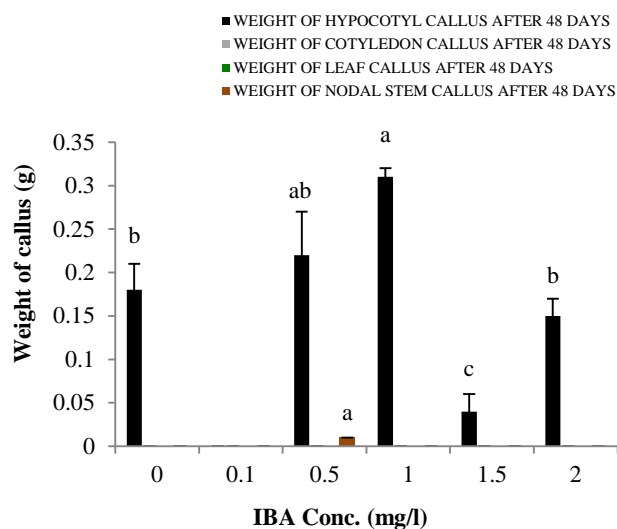 WEIGHT OF HYPOCOTYL CALLUS AFTER 48 DAYS
WEIGHT OF COTYLEDON CALLUS AFTER 48 DAYS
WEIGHT OF LEAF CALLUS AFTER 48 DAYS
WEIGHT OF NODAL STEM CALLUS AFTER 48 DAYS
Weight of callus (g)
0.35
0.3
0.25
0.2
0.15
0.1
0.05
0
b
ab
a
a
c
b
0 0.1 0.5 1 1.5 2
IBA Conc. (mg/l)